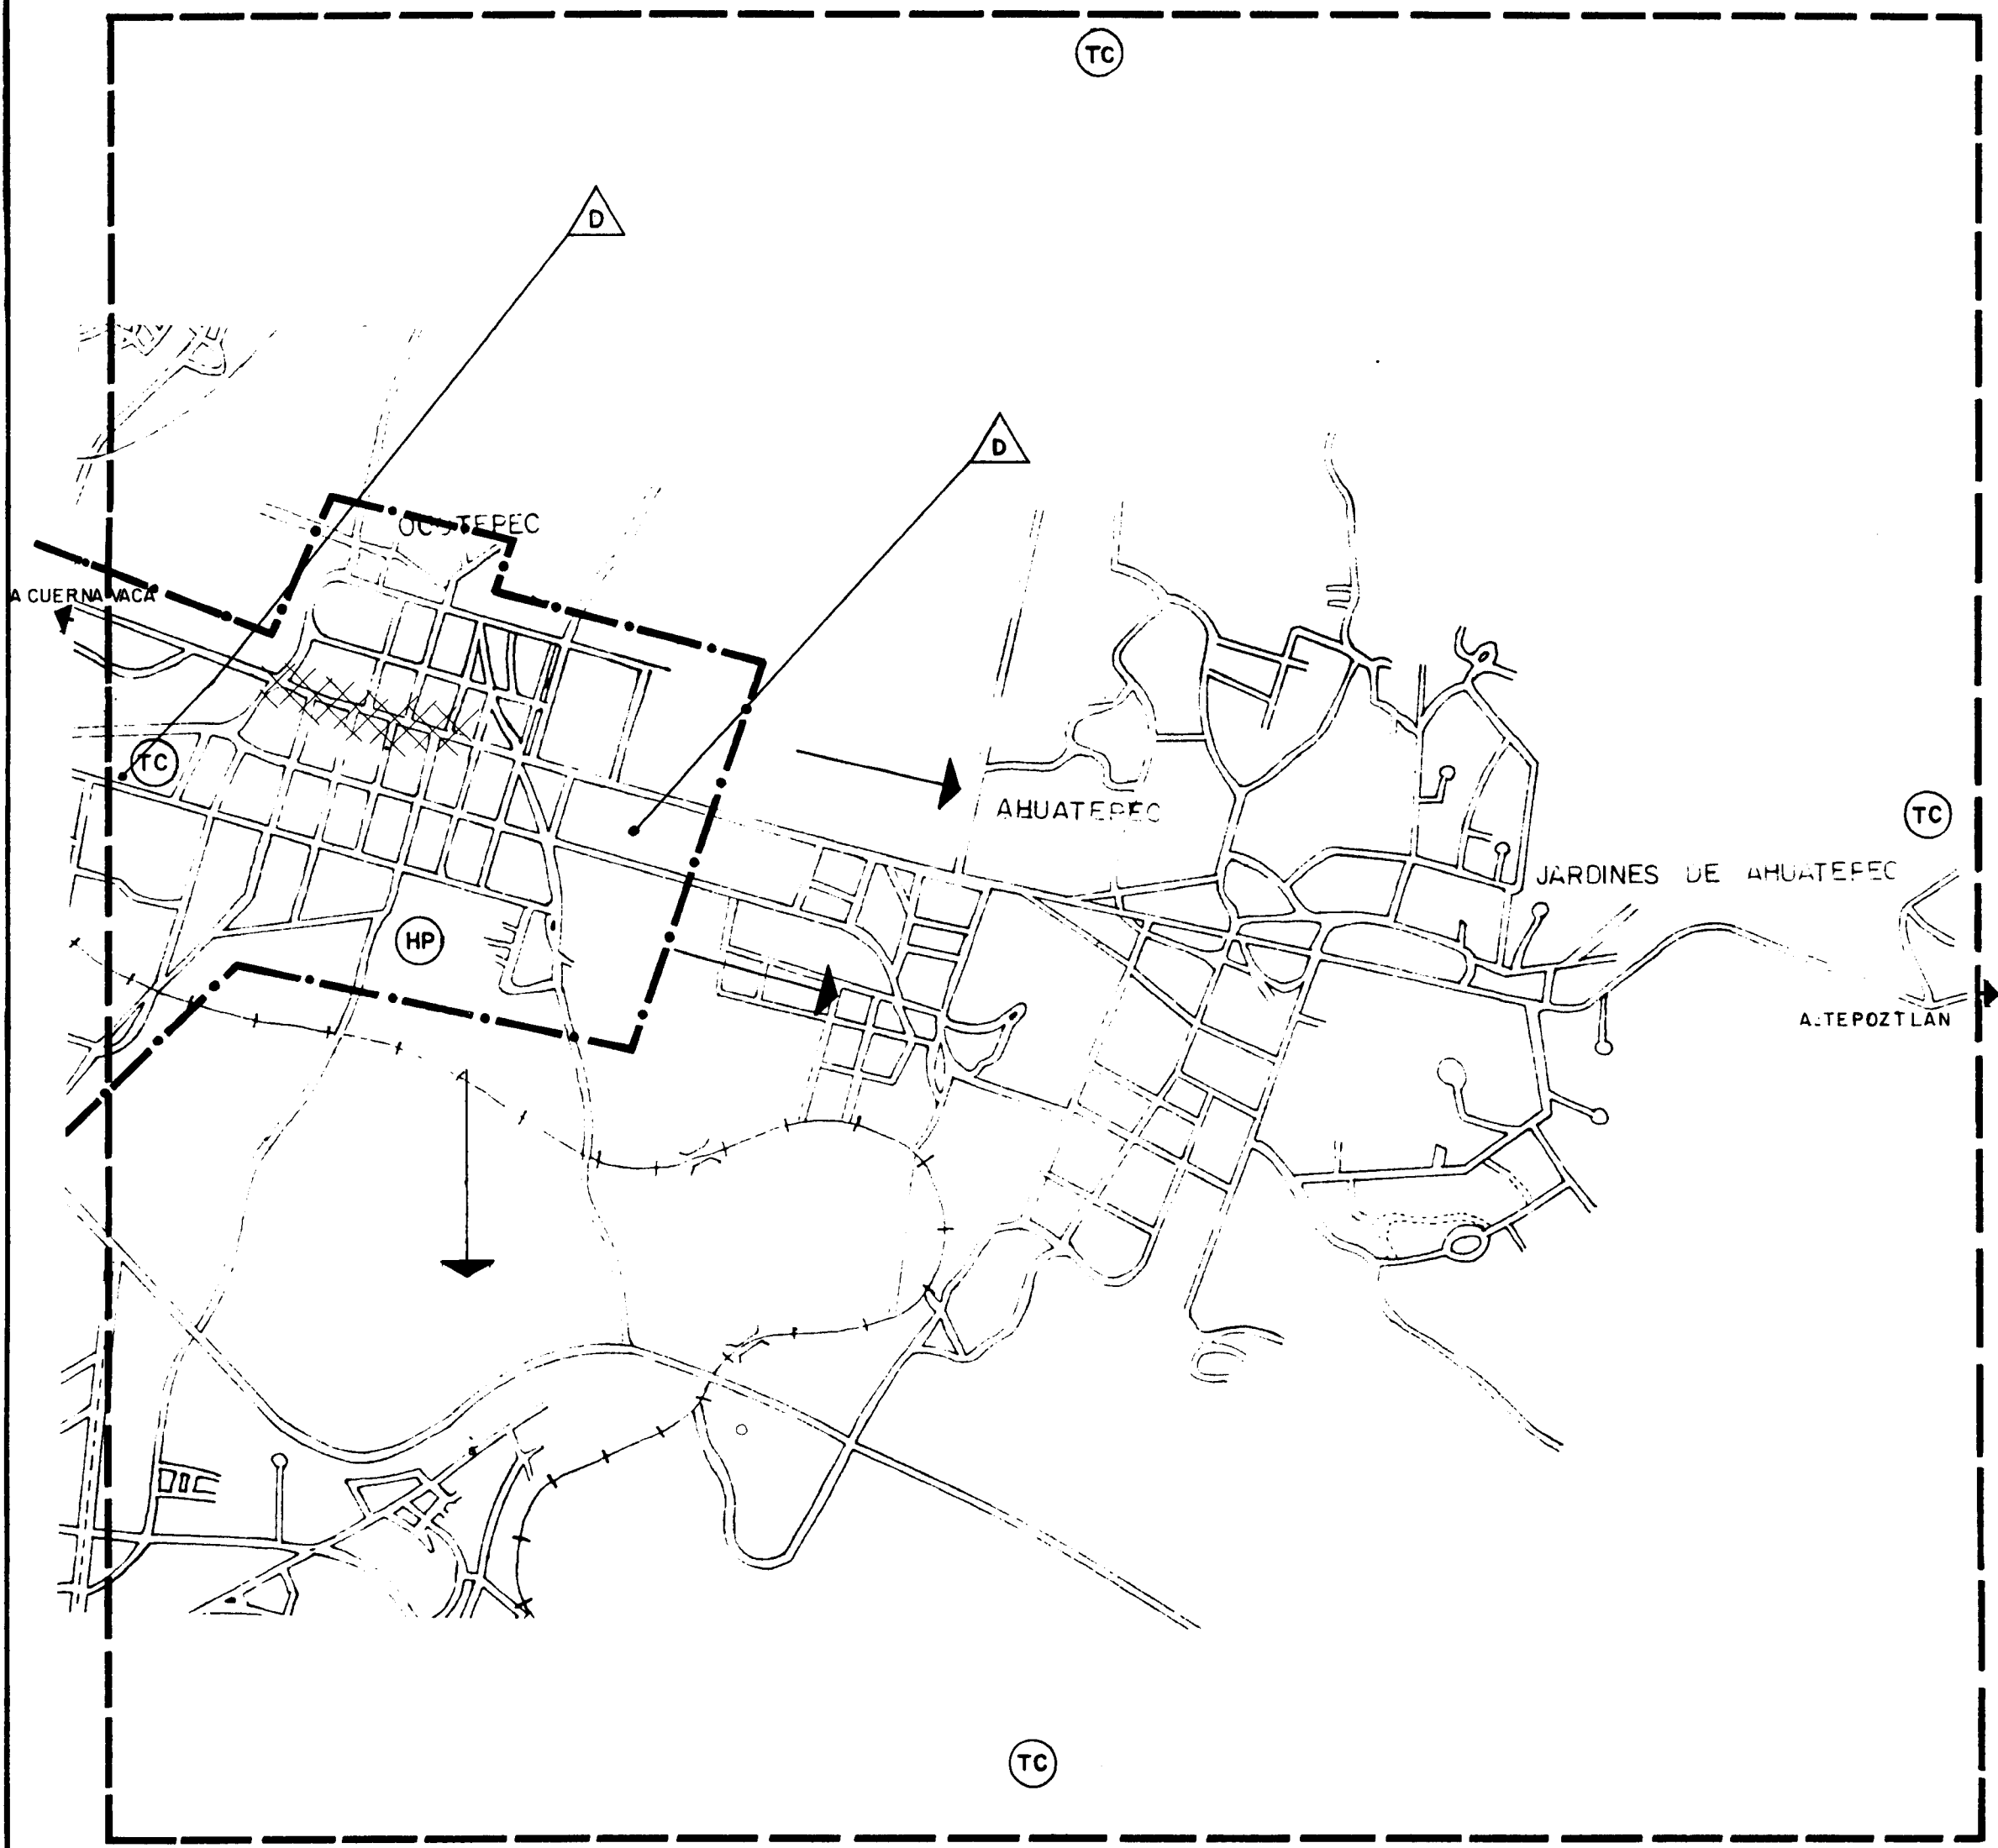 TC
D
D
OCOTEPEC
A CUERNAVACA
TC
AHUATEPEC
TC
JARDINES DE AHUATEPEC
HP
A TEPOZTLAN
TC